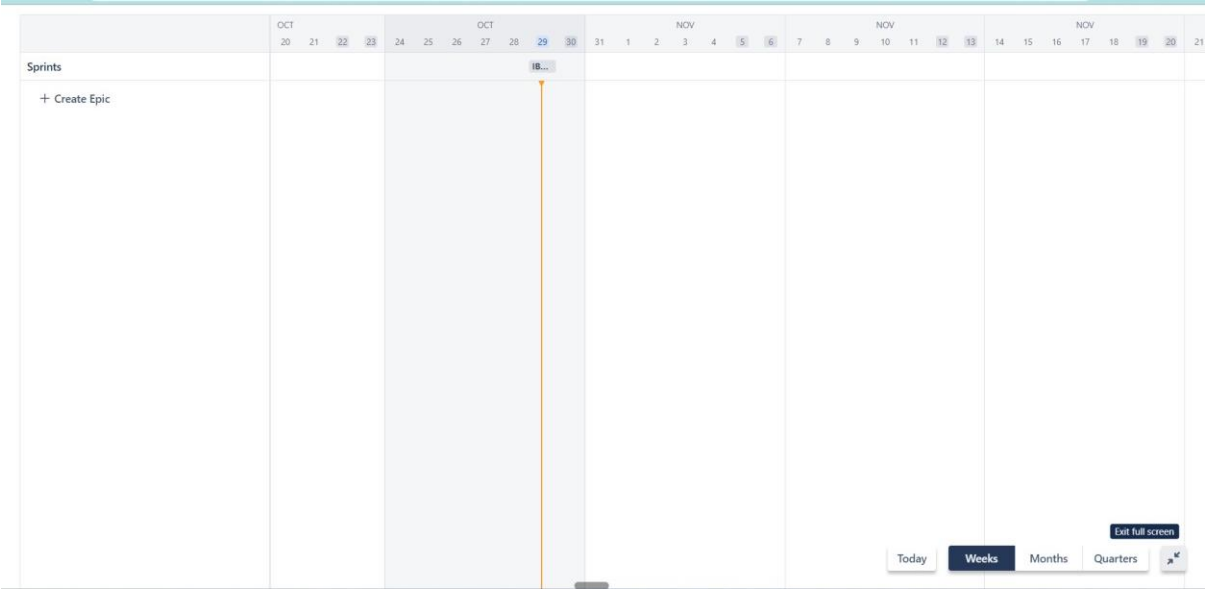 OCT OCT NOV NOV NOV
20 21 22 23 24 25 26 27 28 29 30 31 1 2 3 4 5 6 7 8 9 10 11 12 13 14 15 16 17 18 19 20 21
Sprints IB...
+ Create Epic
Exit full screen
Today Weeks Months Quarters